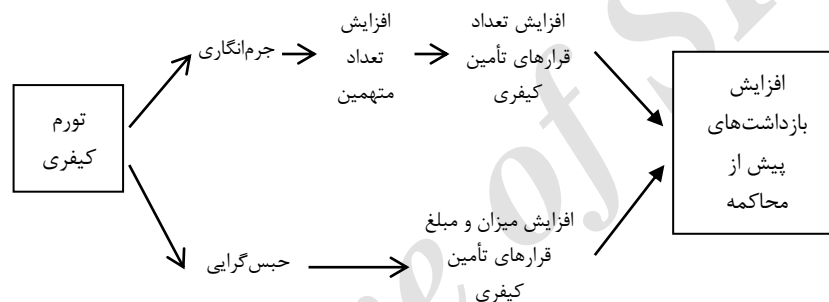 تورم
کیفری
جرم‌انگاری
افزایش
تعداد
متهمین
افزایش تعداد
قرارهای تأمین
کیفری
حبس‌گرایی
افزایش میزان و مبلغ
قرارهای تأمین
کیفری
افزایش
بازداشت‌های
پیش از
محاکمه
e of S